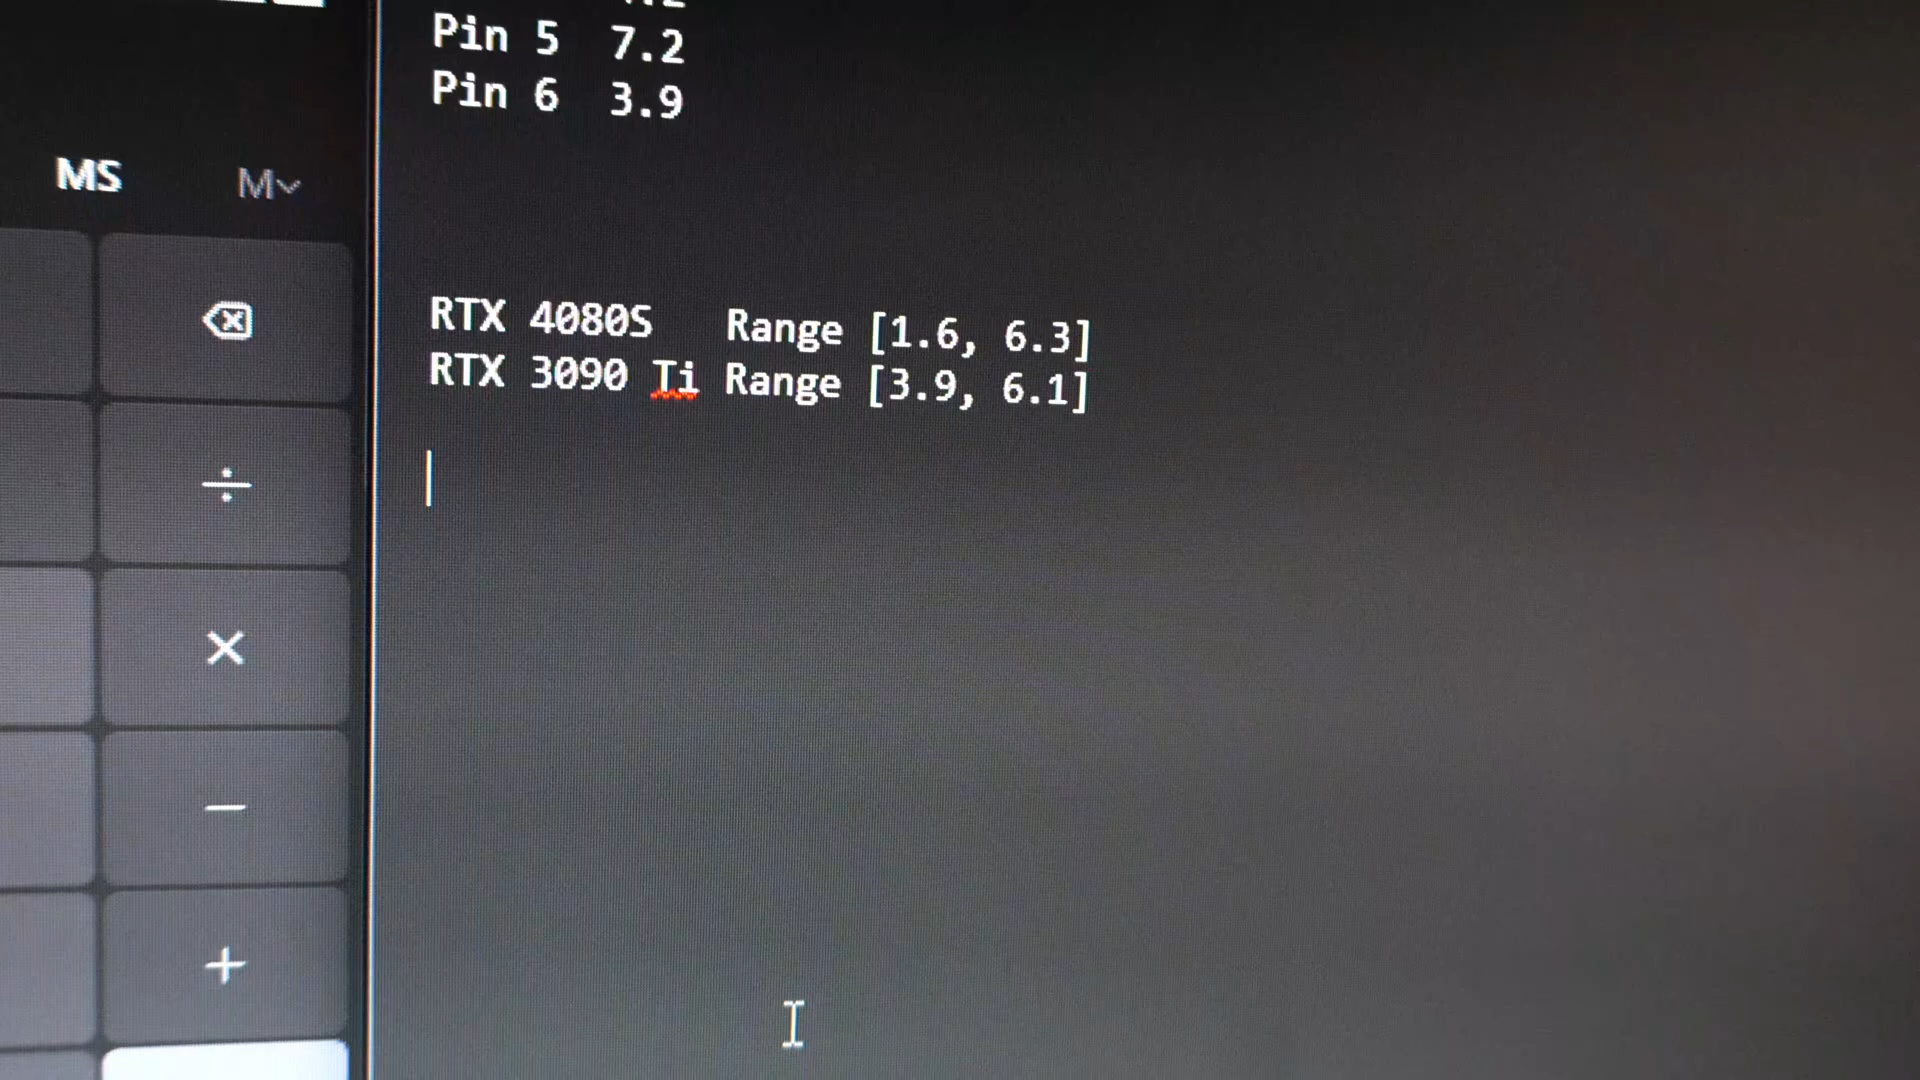 Pin 5 7.2
Pin 6 3.9
MS M
RTX 4080S Range [1.6, 6.3]
RTX 3090 Ti Range [3.9, 6.1]
÷
×
−
+